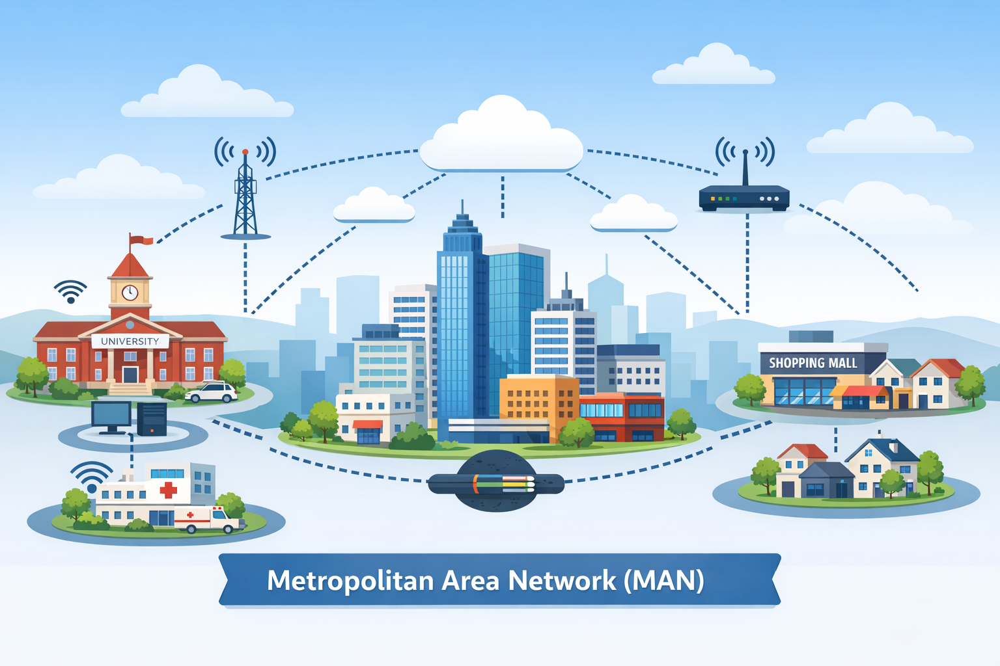 UNIVERSITY
SHOPPING MALL
Metropolitan Area Network (MAN)